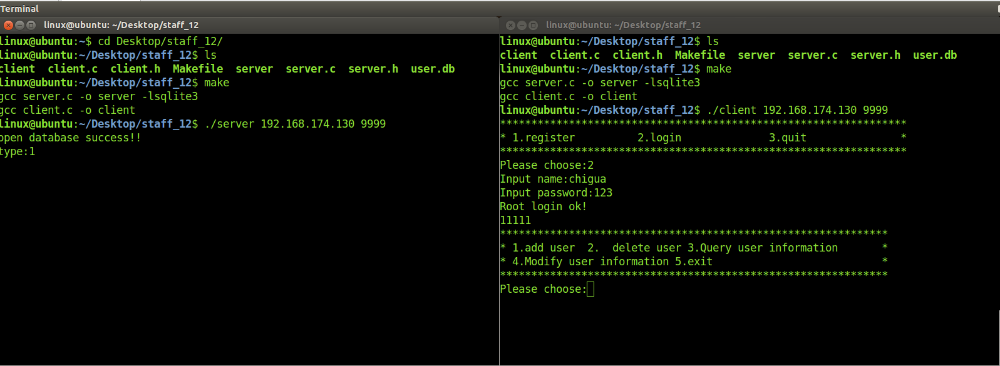 Terminal
linux@ubuntu: ~/Desktop/staff_12
linux@ubuntu:~$ cd Desktop/staff_12/
linux@ubuntu:~/Desktop/staff_12$ ls
client  client.c  client.h  Makefile  server  server.c  server.h  user.db
linux@ubuntu:~/Desktop/staff_12$ make
gcc server.c -o server -lsqlite3
gcc client.c -o client
linux@ubuntu:~/Desktop/staff_12$ ./server 192.168.174.130 9999
open database success!!
type:1
linux@ubuntu: ~/Desktop/staff_12
linux@ubuntu:~/Desktop/staff_12$ ls
client  client.c  client.h  Makefile  server  server.c  server.h  user.db
linux@ubuntu:~/Desktop/staff_12$ make
gcc server.c -o server -lsqlite3
gcc client.c -o client
linux@ubuntu:~/Desktop/staff_12$ ./client 192.168.174.130 9999
*****************************************************************
* 1.register          2.login              3.quit               *
*****************************************************************
Please choose:2
Input name:chigua
Input password:123
Root login ok!
11111
**************************************************************
* 1.add user  2.  delete user 3.Query user information       *
* 4.Modify user information 5.exit                           *
**************************************************************
Please choose: